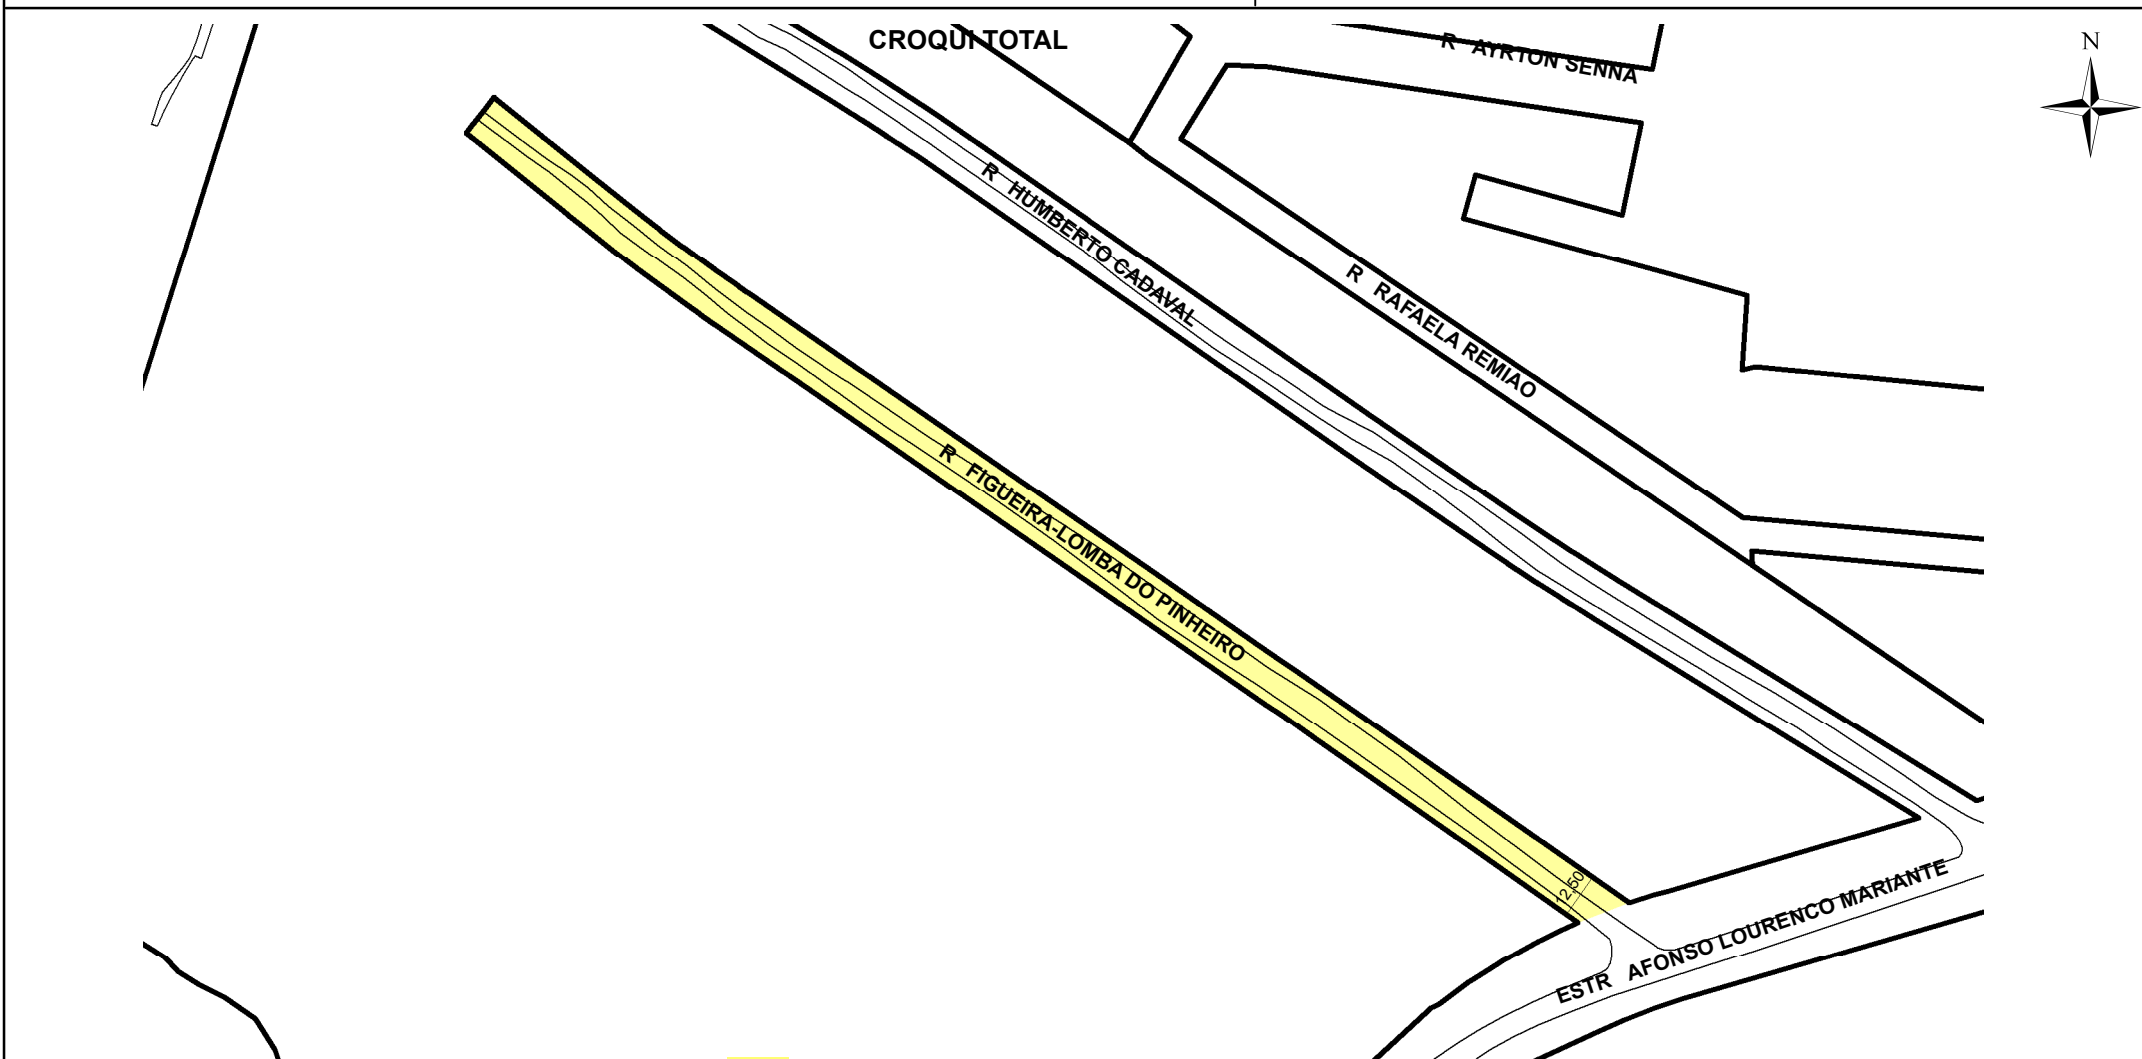 CROQUI TOTAL
N
R AYRTON SENNA
R HUMBERTO CADAVAL
R RAFAELA REMIAO
R FIGUEIRA-LOMBA DO PINHEIRO
12,50
ESTR AFONSO LOURENCO MARIANTE